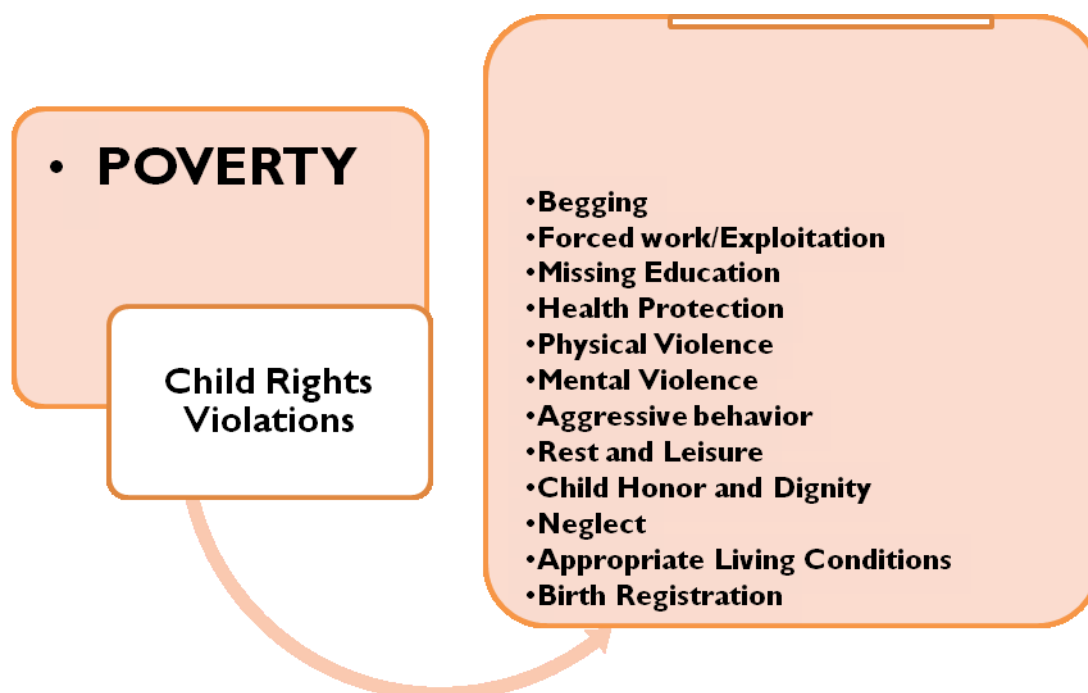 • POVERTY
Child Rights
Violations
•Begging
•Forced work/Exploitation
•Missing Education
•Health Protection
•Physical Violence
•Mental Violence
•Aggressive behavior
•Rest and Leisure
•Child Honor and Dignity
•Neglect
•Appropriate Living Conditions
•Birth Registration